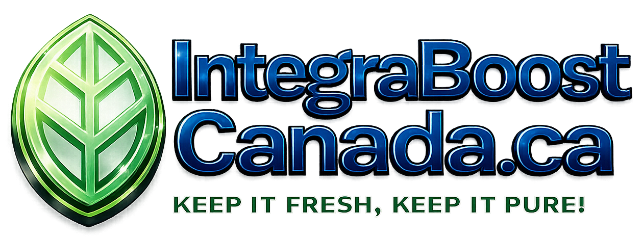 IntegraBoost
Canada.ca
KEEP IT FRESH, KEEP IT PURE!